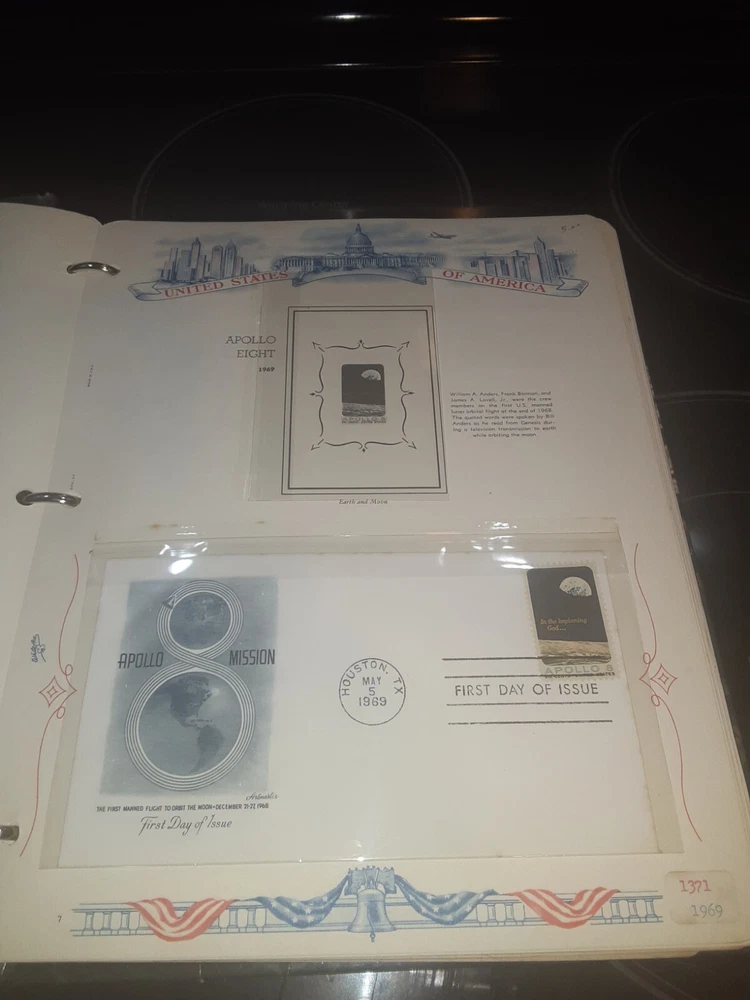 UNITED STATES OF AMERICA
APOLLO
EIGHT
1969
William A. Anders, Frank Borman, and
James A. Lovell, Jr., were the crew
members in the first U.S. manned
lunar orbital flight at the end of 1968.
The quoted words were spoken by Bill
Anders as he read from Genesis dur-
ing a television transmission to earth
while orbiting the moon.
Earth and Moon
APOLLO 8 MISSION
HOUSTON, TX
MAY
5
1969
In the beginning
God...
APOLLO 8
FIRST DAY OF ISSUE
Artmaster
THE FIRST MANNED FLIGHT TO ORBIT THE MOON • DECEMBER 21-27, 1968
First Day of Issue
7
1371
1969